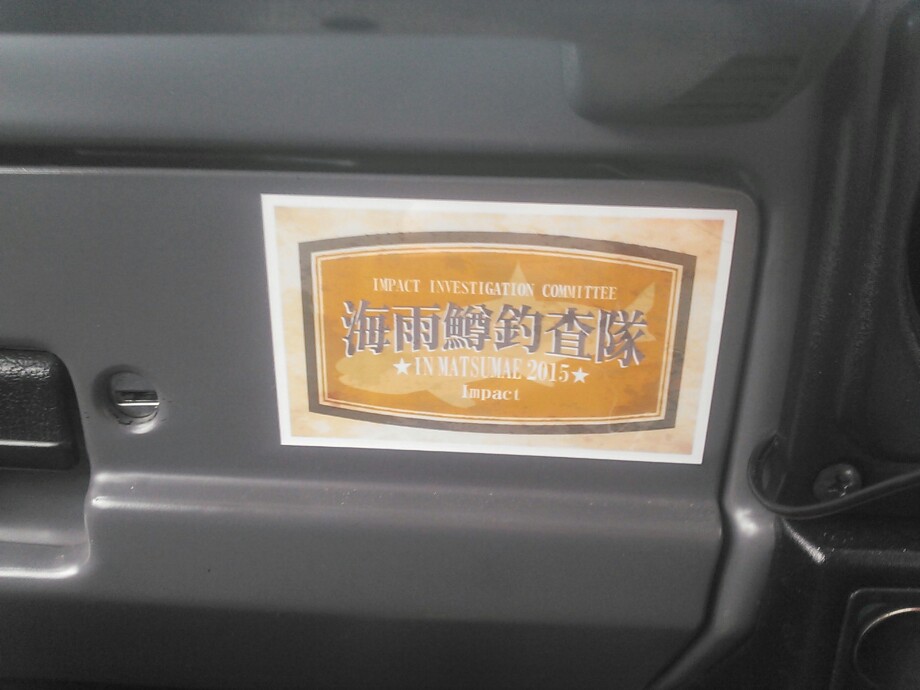 IMPACT INVESTIGATION COMMITTEE
海雨鱒釣査隊
★IN MATSUMAE 2015★
Impact